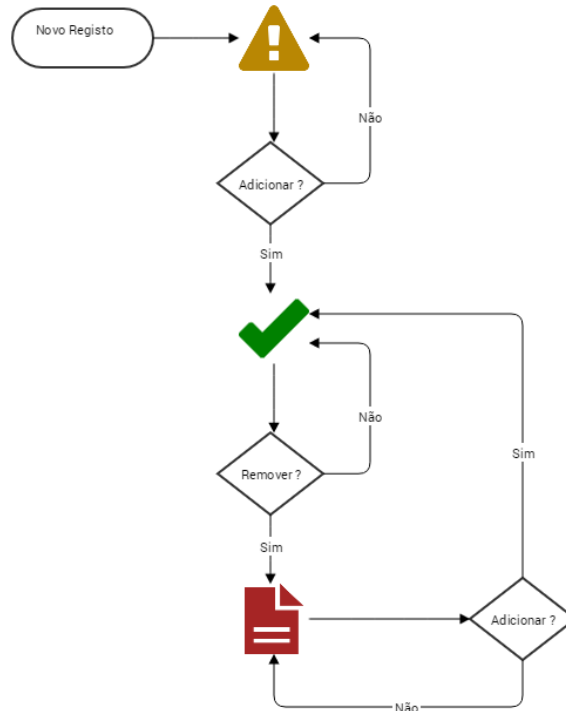 Novo Registo
Não
Adicionar ?
Sim
Não
Remover ?
Sim
Sim
Adicionar ?
Não